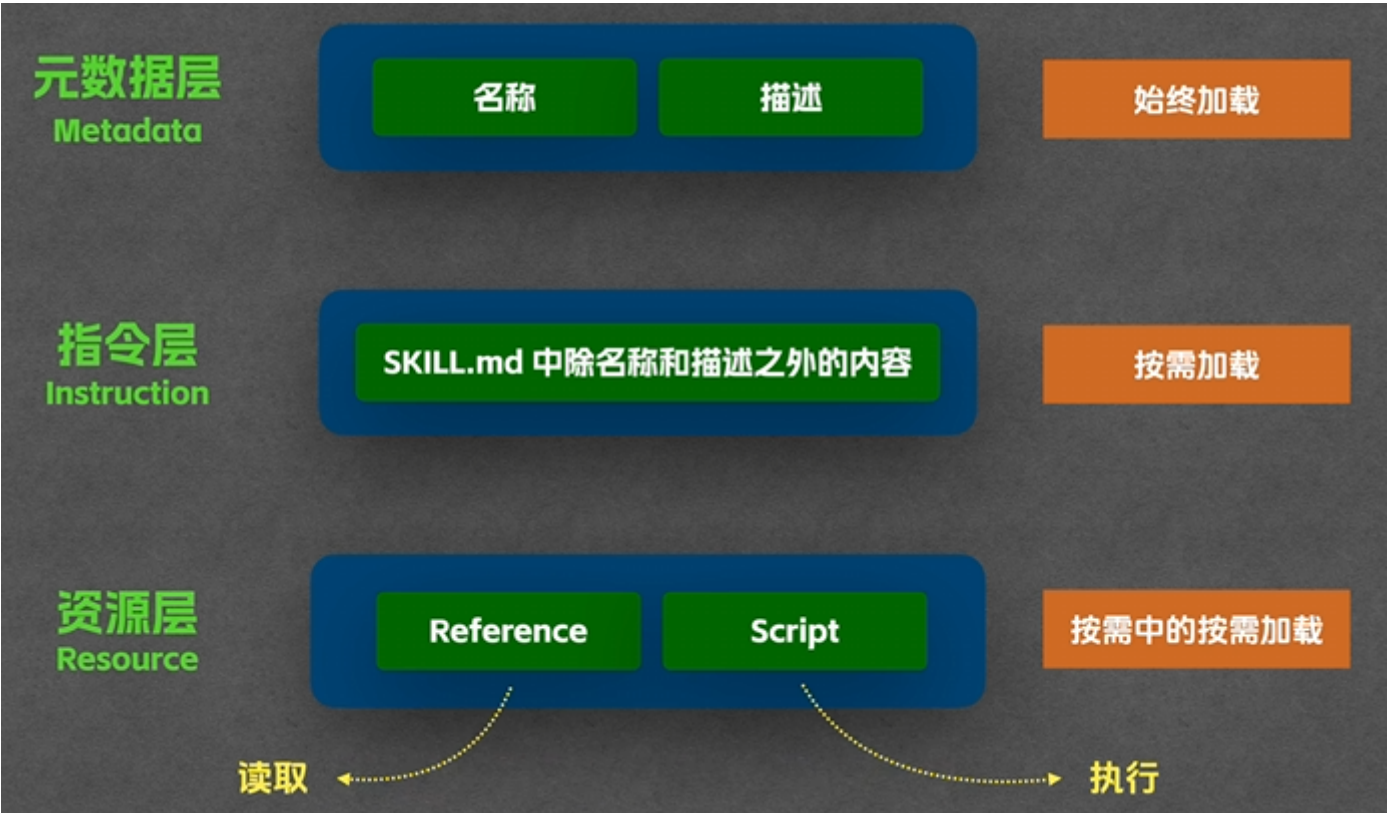 元数据层
Metadata
名称
描述
始终加载
指令层
Instruction
SKILL.md 中除名称和描述之外的内容
按需加载
资源层
Resource
Reference
Script
按需中的按需加载
读取
执行